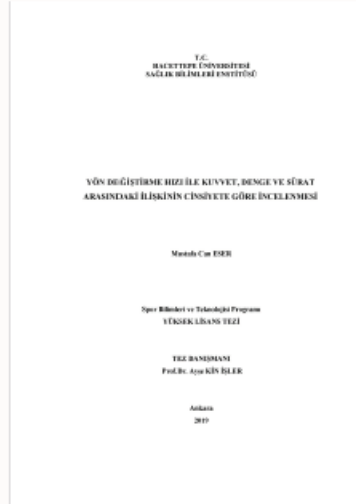 T.C.
HACETTEPE ÜNİVERSİTESİ
SAĞLIK BİLİMLERİ ENSTİTÜSÜ
YÖN DEĞİŞTİRME HIZI İLE KUVVET, DENGE VE SÜRAT
ARASINDAKİ İLİŞKİNİN CİNSİYETE GÖRE İNCELENMESİ
Mustafa Can ESER
Spor Bilimleri ve Teknolojisi Programı
YÜKSEK LİSANS TEZİ
TEZ DANIŞMANI
Prof.Dr. Ayşe KİN İŞLER
Ankara
2019